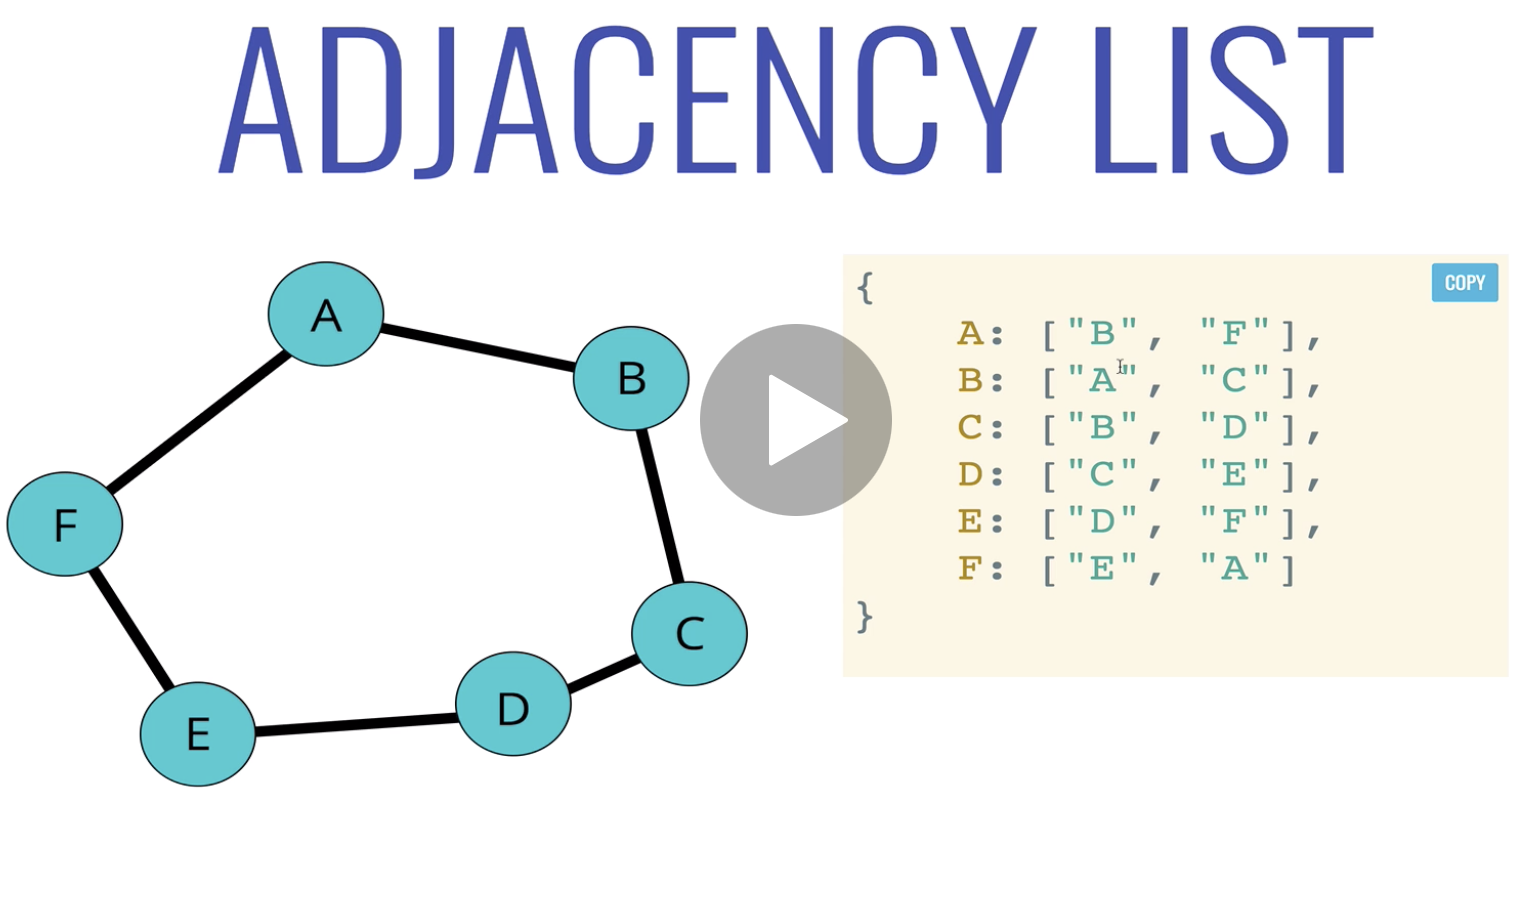 ADJACENCY LIST
A
B
F
C
D
E
COPY
{
A: ["B", "F"],
B: ["A", "C"],
C: ["B", "D"],
D: ["C", "E"],
E: ["D", "F"],
F: ["E", "A"]
}